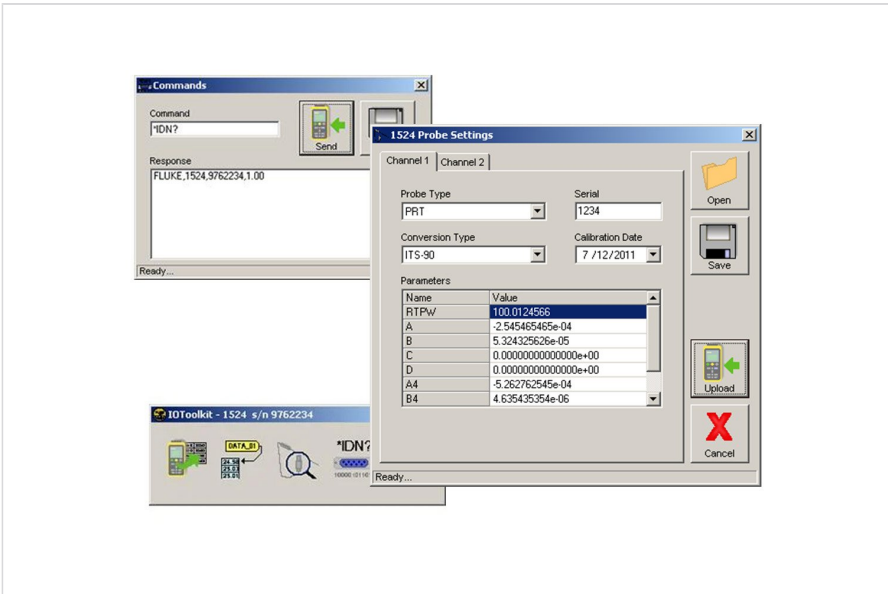 Commands
Command
*IDN?
Send
Response
FLUKE,1524,9762234,1.00
Ready...
1524 Probe Settings
Channel 1 Channel 2
Probe Type Serial
PRT 1234
Conversion Type Calibration Date
ITS-90 7 /12/2011
Parameters
Name Value
RTPW 100.0124566
A -2.545465465e-04
B 5.324325626e-05
C 0.00000000000000e+00
D 0.00000000000000e+00
A4 -5.262762545e-04
B4 4.635435354e-06
Open
Save
Upload
Cancel
Ready...
IOToolkit - 1524 s/n 9762234
DATA_01
*IDN?